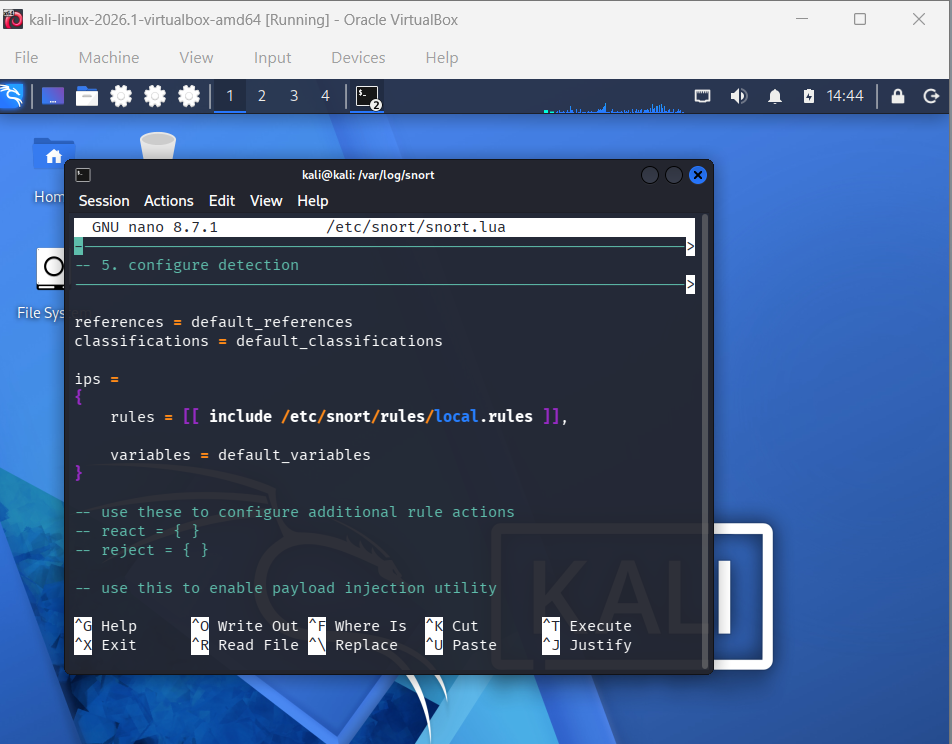 kali-linux-2026.1-virtualbox-amd64 [Running] - Oracle VirtualBox
File Machine View Input Devices Help
1 2 3 4 2 14:44
Hom
File Sys
kali@kali: /var/log/snort
Session Actions Edit View Help
GNU nano 8.7.1 /etc/snort/snort.lua
-- 5. configure detection
references = default_references
classifications = default_classifications
ips =
{
rules = [[ include /etc/snort/rules/local.rules ]],
variables = default_variables
}
-- use these to configure additional rule actions
-- react = { }
-- reject = { }
-- use this to enable payload injection utility
^G Help ^O Write Out ^F Where Is ^K Cut ^T Execute
^X Exit ^R Read File ^\ Replace ^U Paste ^J Justify
KALI